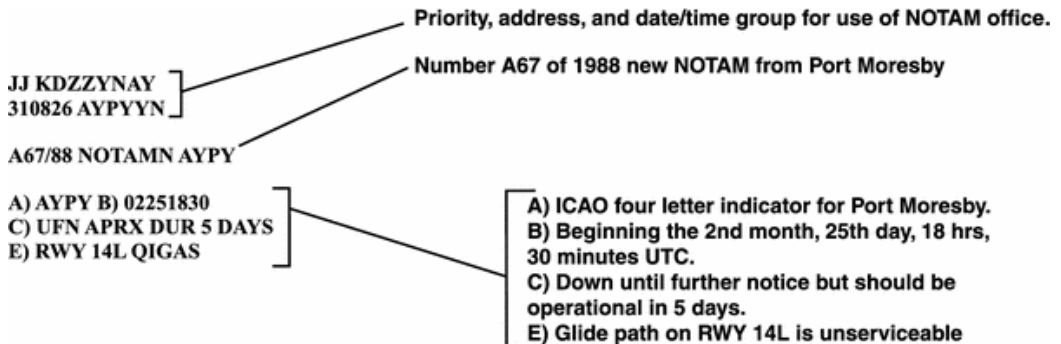 Priority, address, and date/time group for use of NOTAM office.
JJ KDZZYNAY
310826 AYPYYN
Number A67 of 1988 new NOTAM from Port Moresby
A67/88 NOTAMN AYPY
A) AYPY B) 02251830
C) UFN APRX DUR 5 DAYS
E) RWY 14L QIGAS
A) ICAO four letter indicator for Port Moresby.
B) Beginning the 2nd month, 25th day, 18 hrs,
30 minutes UTC.
C) Down until further notice but should be
operational in 5 days.
E) Glide path on RWY 14L is unserviceable